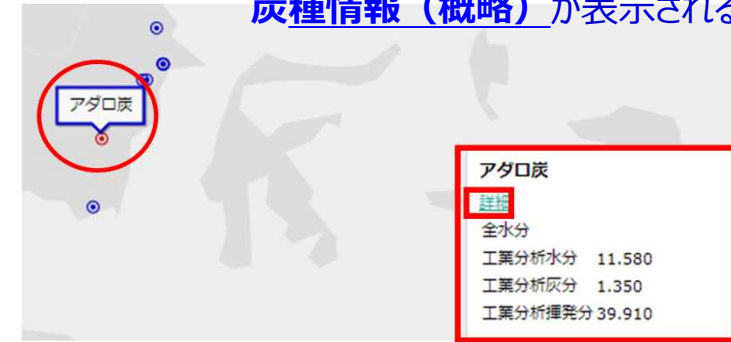 炭種情報（概略）が表示される
アダロ炭
アダロ炭
詳細
全水分
工業分析水分 11.580
工業分析灰分 1.350
工業分析揮発分 39.910